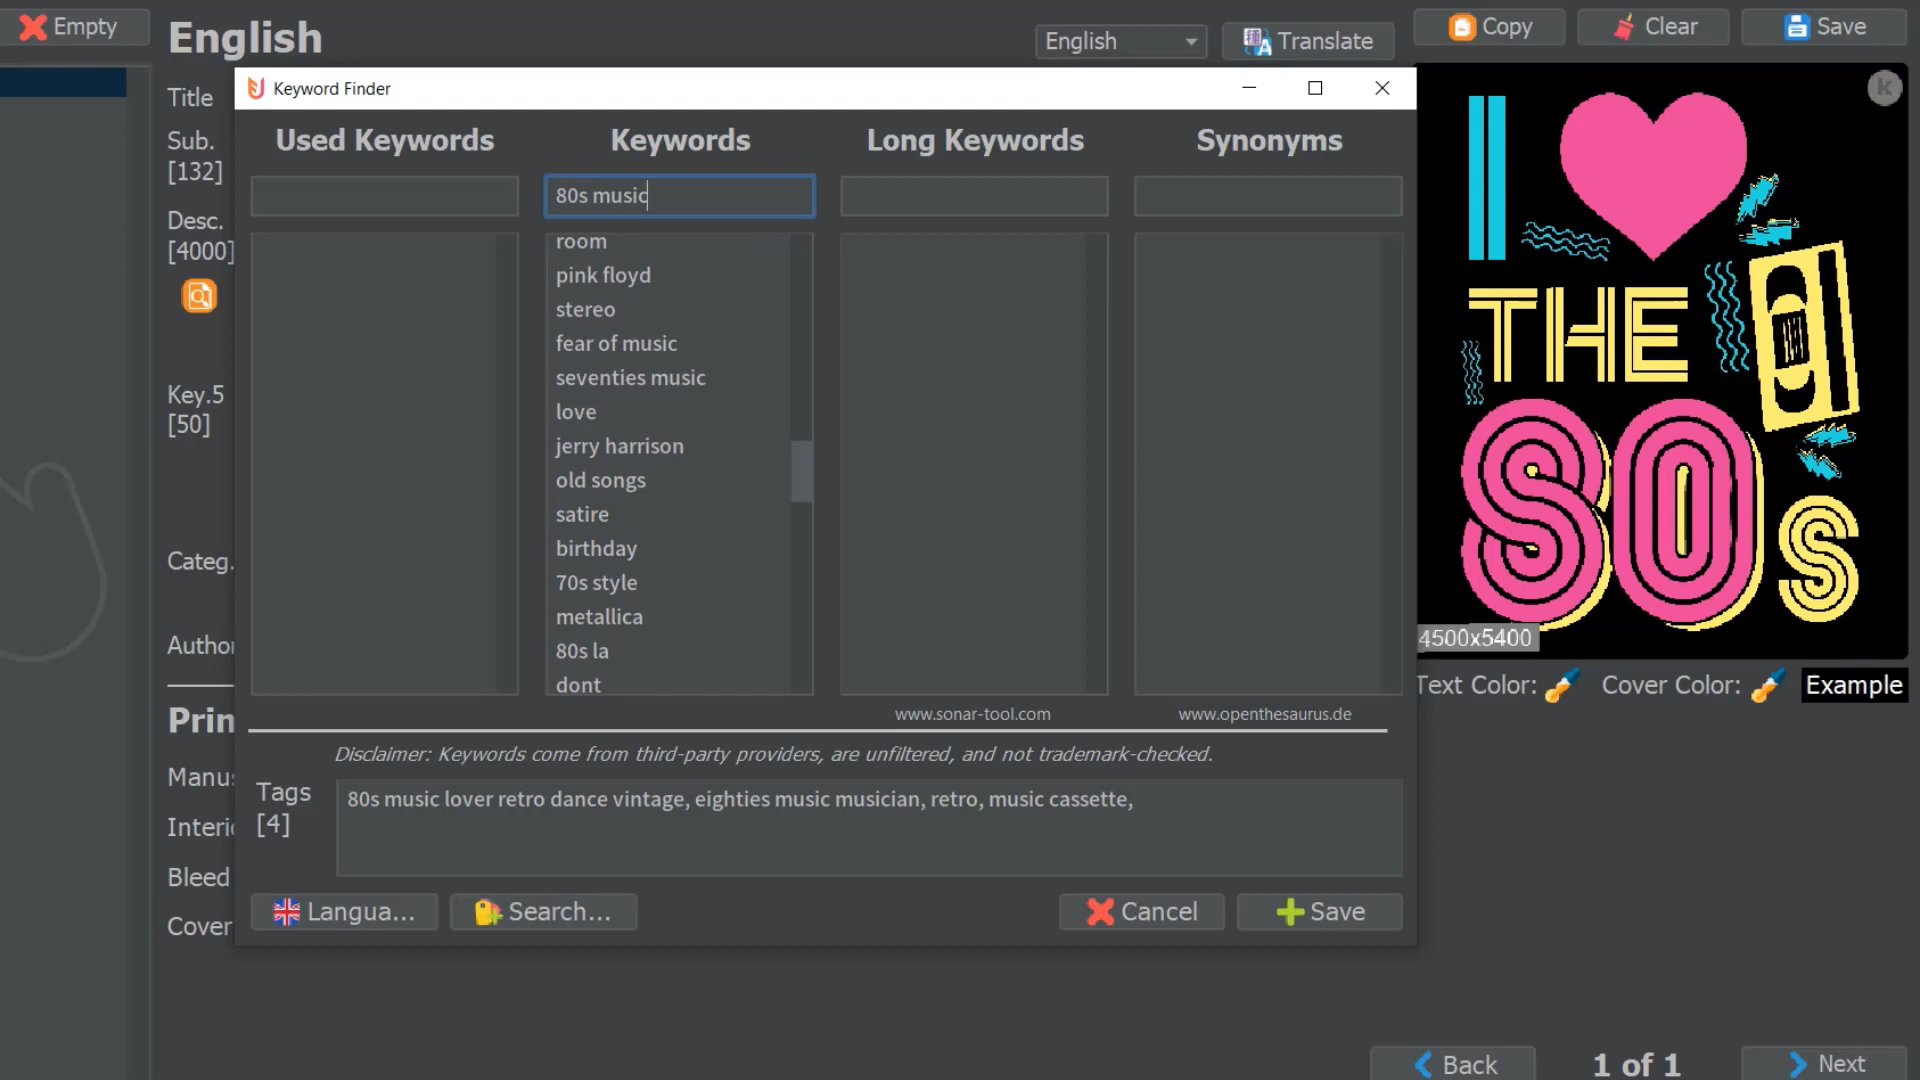 Empty
English
English
Translate
Copy
Clear
Save
Title
Sub.
[132]
Desc.
[4000]
Key.5
[50]
Categ.
Author
Prin
Manus
Interio
Bleed
Cover
Keyword Finder
Used Keywords
Keywords
Long Keywords
Synonyms
80s music
room
pink floyd
stereo
fear of music
seventies music
love
jerry harrison
old songs
satire
birthday
70s style
metallica
80s la
dont
www.sonar-tool.com
www.openthesaurus.de
Disclaimer: Keywords come from third-party providers, are unfiltered, and not trademark-checked.
Tags
[4]
80s music lover retro dance vintage, eighties music musician, retro, music cassette,
Langua...
Search...
Cancel
Save
k
I
THE
80s
4500x5400
Text Color:
Cover Color:
Example
Back
1 of 1
Next